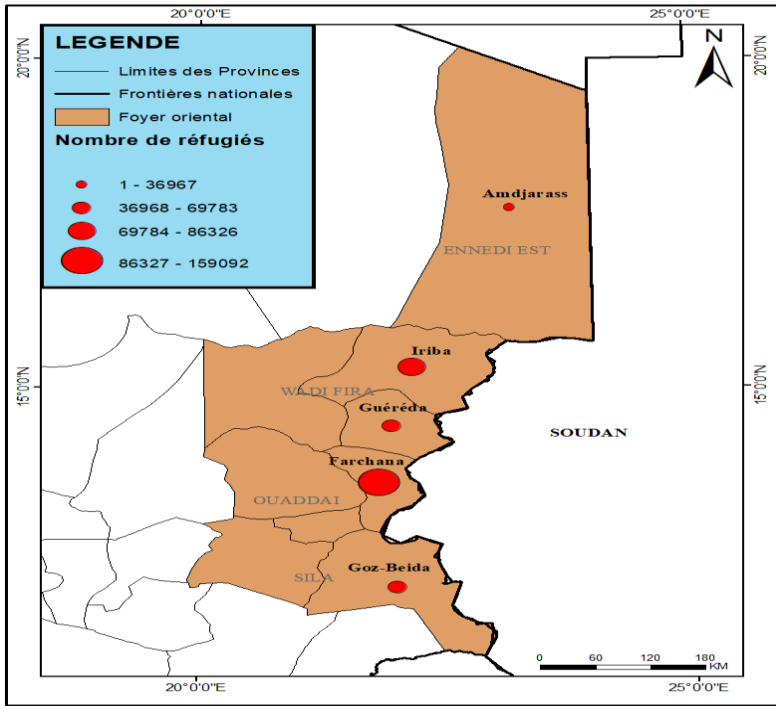 20°0'0"E
25°0'0"E
20°0'0"N
20°0'0"N
LEGENDE
Limites des Provinces
Frontières nationales
Foyer oriental
Nombre de réfugiés
1 - 36967
36968 - 69783
69784 - 86326
86327 - 159092
N
Amdjarass
ENNEDI EST
Iriba
15°0'0"N
15°0'0"N
WADI FIRA
Guéréda
SOUDAN
Farchana
OUADDAI
Goz-Beida
SILA
0 60 120 180
KM
20°0'0"E
25°0'0"E